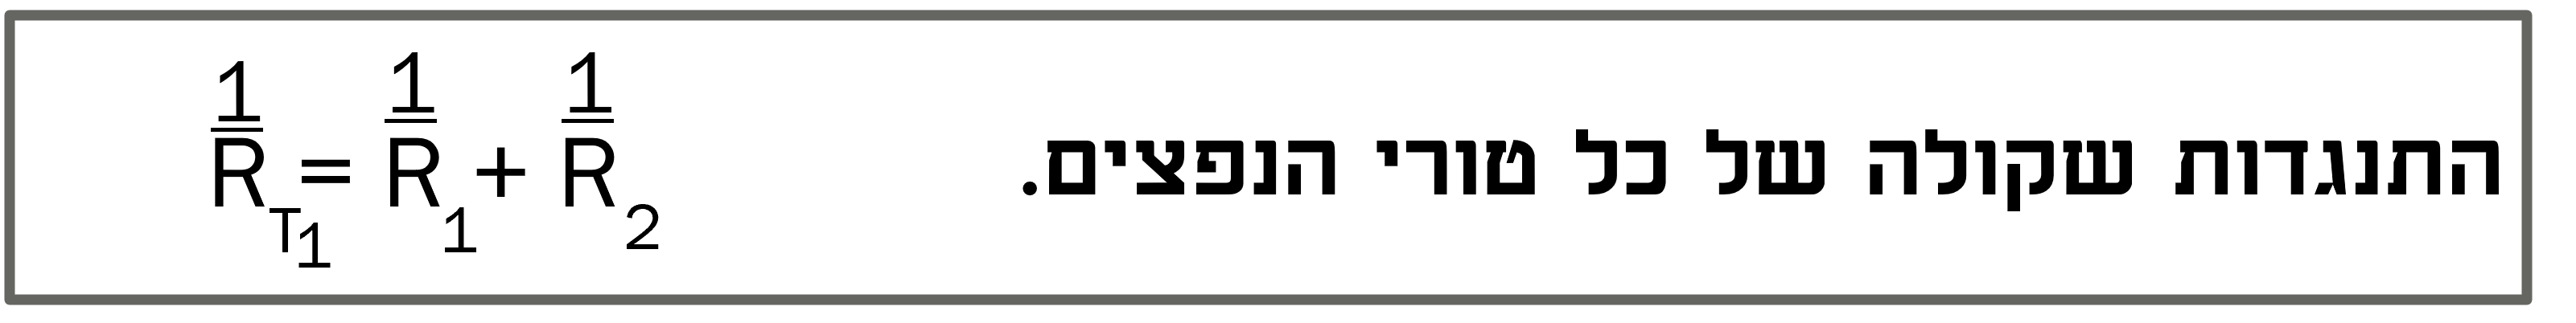 התנגדות שקולה של כל טורי הנפצים.
1/R_T1 = 1/R_1 + 1/R_2